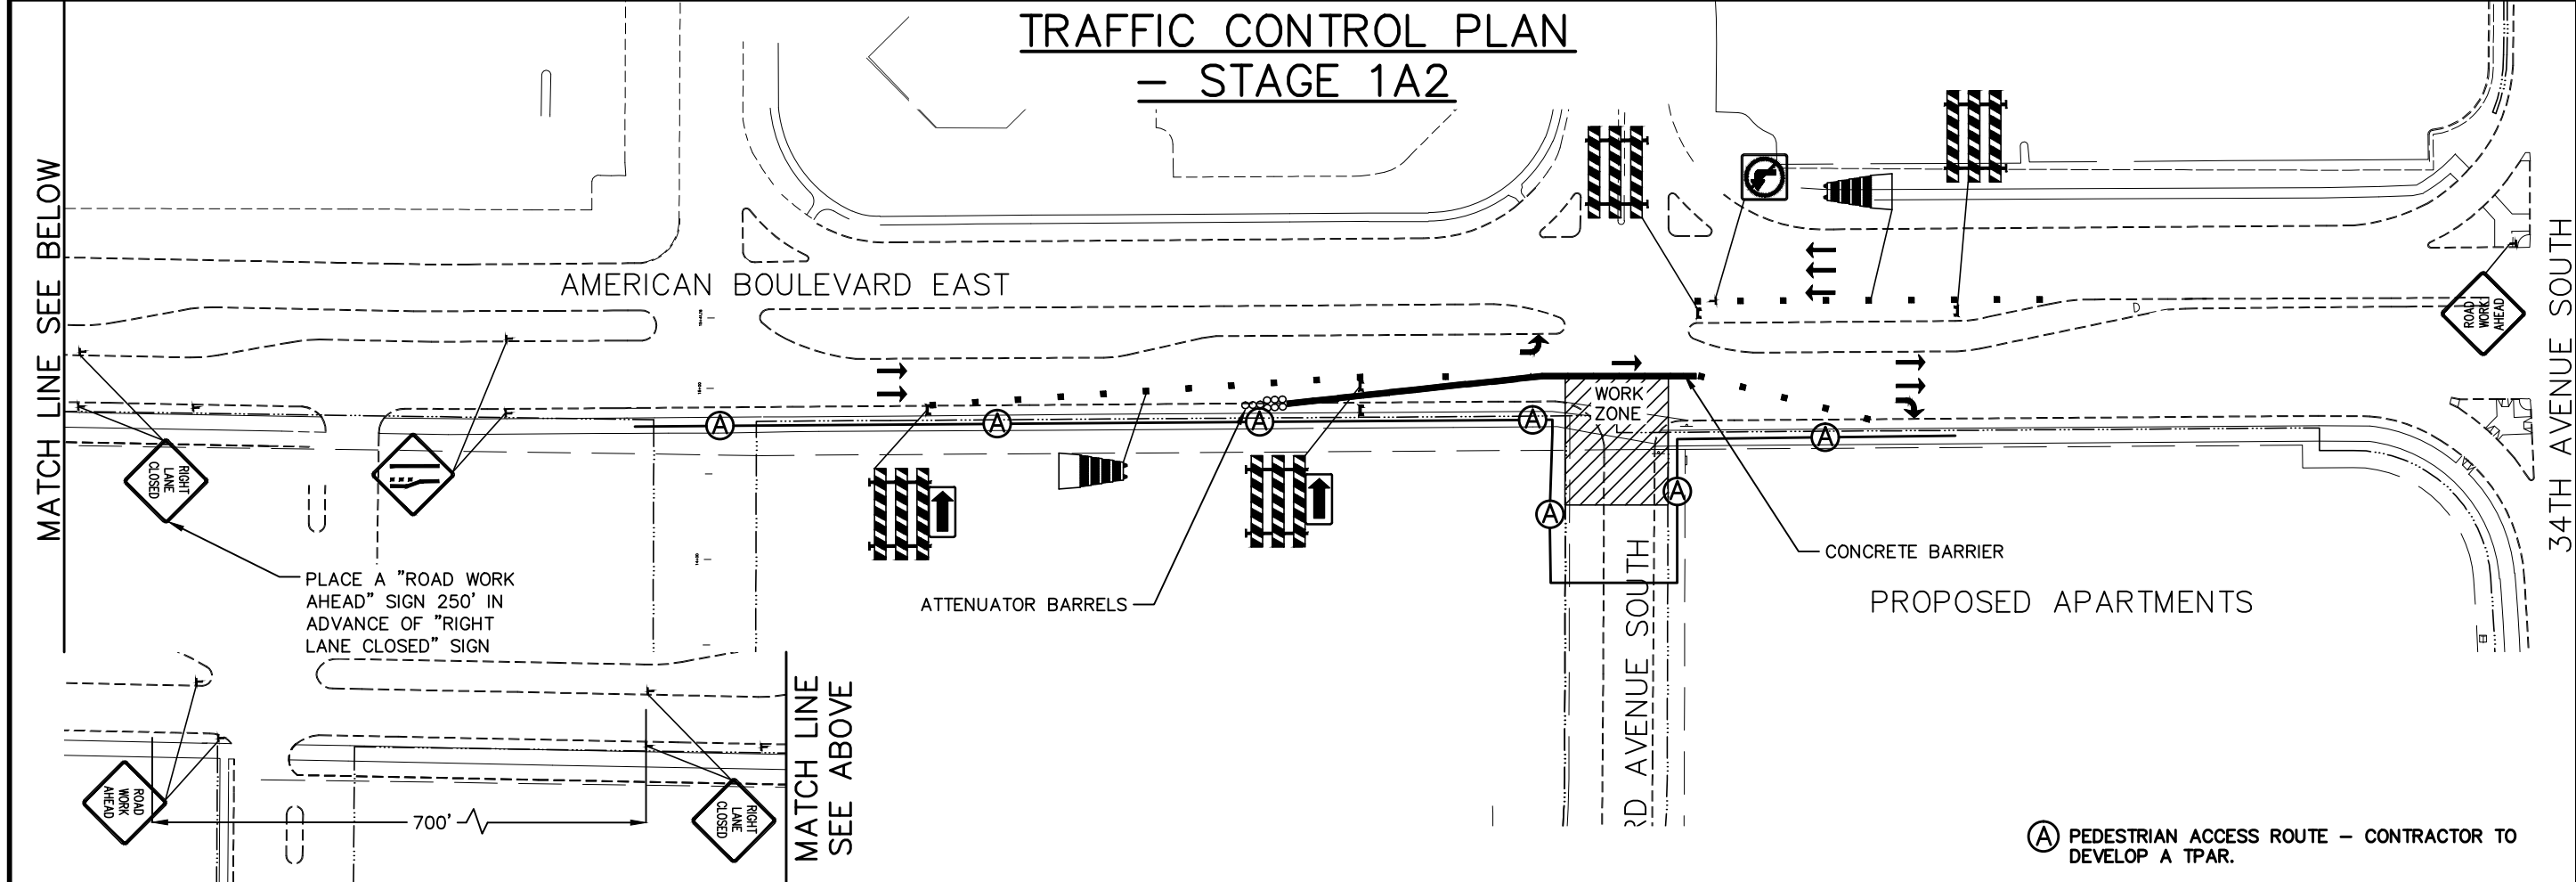 TRAFFIC CONTROL PLAN
- STAGE 1A2
MATCH LINE SEE BELOW
AMERICAN BOULEVARD EAST
34TH AVENUE SOUTH
ROAD
WORK
AHEAD
WORK
ZONE
A
A
A
A
A
A
A
RIGHT
LANE
CLOSED
PLACE A "ROAD WORK
AHEAD" SIGN 250' IN
ADVANCE OF "RIGHT
LANE CLOSED" SIGN
ATTENUATOR BARRELS
CONCRETE BARRIER
PROPOSED APARTMENTS
RD AVENUE SOUTH
MATCH LINE
SEE ABOVE
ROAD
WORK
AHEAD
700'
RIGHT
LANE
CLOSED
A PEDESTRIAN ACCESS ROUTE - CONTRACTOR TO
DEVELOP A TPAR.